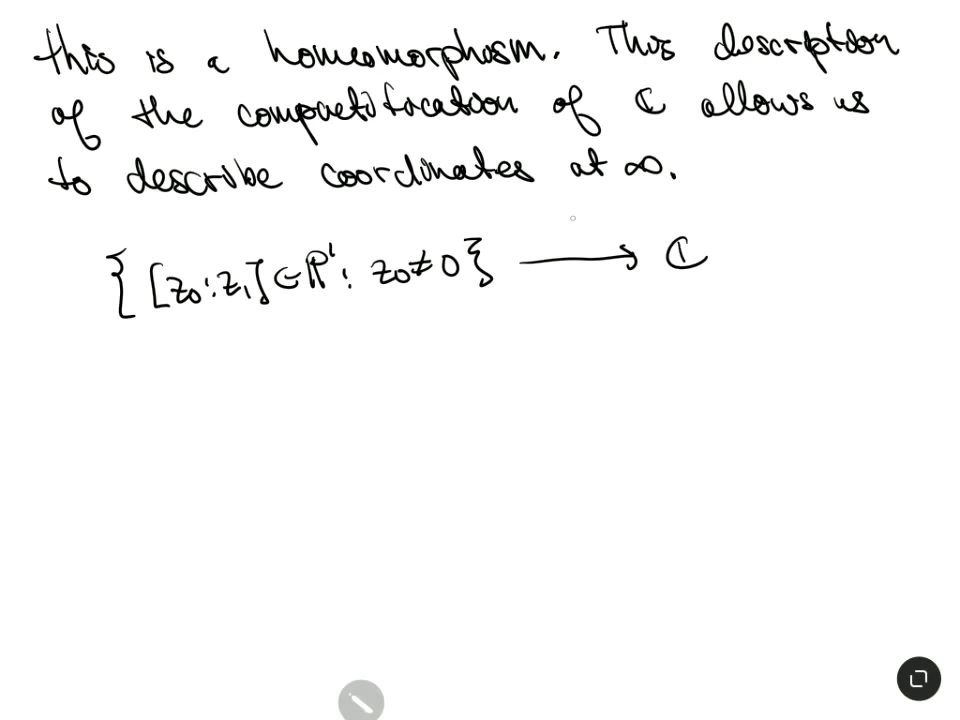 this is a homeomorphism. This description
of the compactification of ℂ allows us
to describe coordinates at ∞.
{ [z₀:z₁] ∈ ℙ¹ : z₀ ≠ 0 } ⟶ ℂ